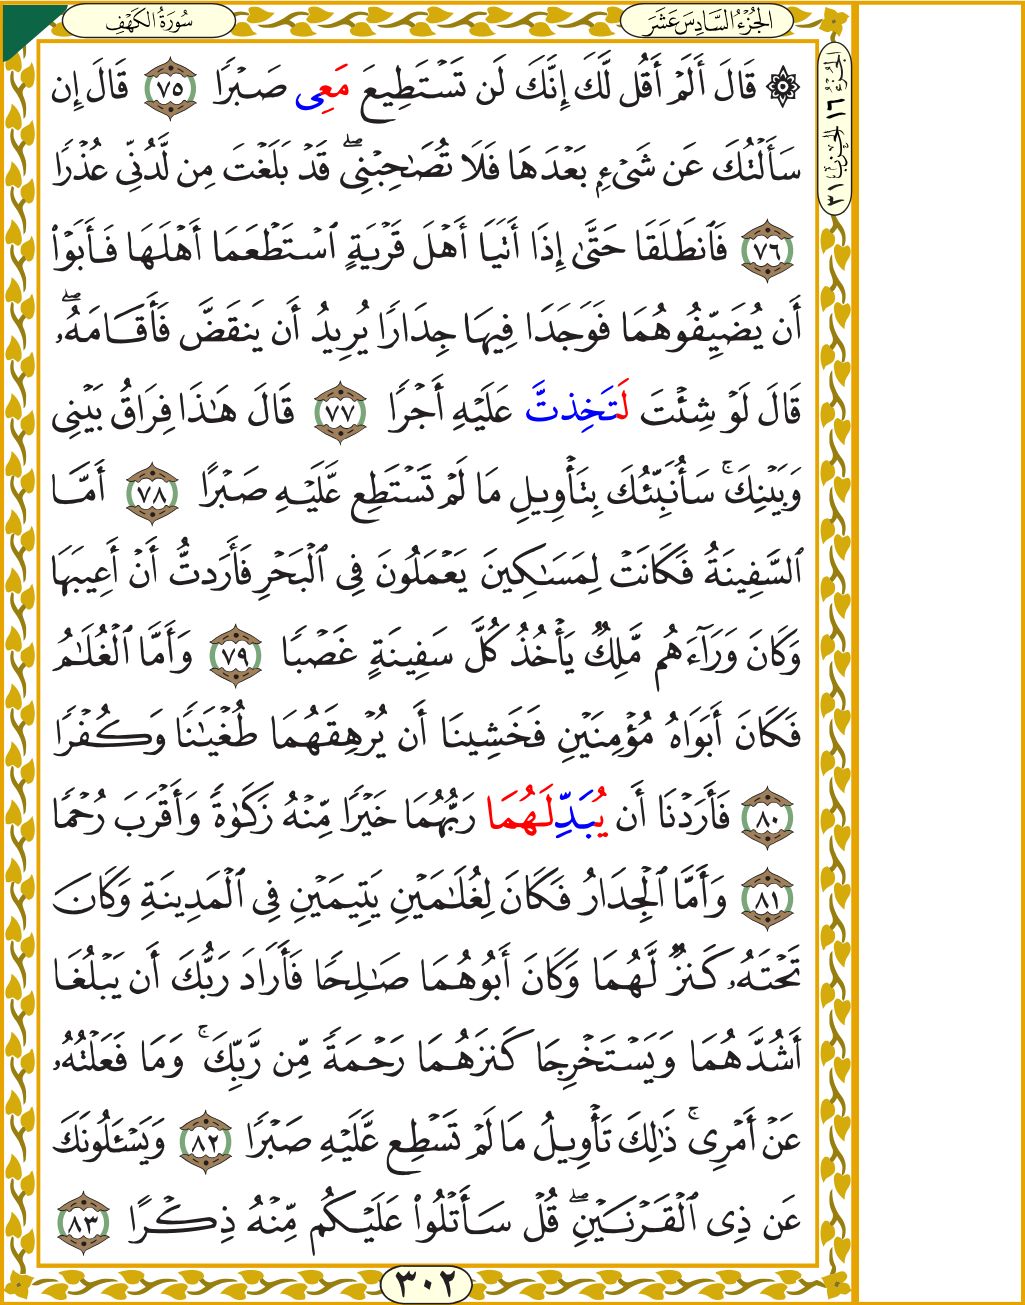 سُورَةُ الكَهْفِ
الجُزْءُ السَّادِسَ عَشَرَ
الجزء ١٦ الحزب ٣١
۞ قَالَ أَلَمۡ أَقُل لَّكَ إِنَّكَ لَن تَسۡتَطِيعَ مَعِى صَبۡرٗا ٧٥ قَالَ إِن
سَأَلۡتُكَ عَن شَيۡءِۭ بَعۡدَهَا فَلَا تُصَٰحِبۡنِيۖ قَدۡ بَلَغۡتَ مِن لَّدُنِّي عُذۡرٗا
٧٦ فَٱنطَلَقَا حَتَّىٰٓ إِذَآ أَتَيَآ أَهۡلَ قَرۡيَةٍ ٱسۡتَطۡعَمَآ أَهۡلَهَا فَأَبَوۡاْ
أَن يُضَيِّفُوهُمَا فَوَجَدَا فِيهَا جِدَارٗا يُرِيدُ أَن يَنقَضَّ فَأَقَامَهُۥۖ
قَالَ لَوۡ شِئۡتَ لَتَخِذتَّ عَلَيۡهِ أَجۡرٗا ٧٧ قَالَ هَٰذَا فِرَاقُ بَيۡنِي
وَبَيۡنِكَۚ سَأُنَبِّئُكَ بِتَأۡوِيلِ مَا لَمۡ تَسۡتَطِع عَّلَيۡهِ صَبۡرًا ٧٨ أَمَّا
ٱلسَّفِينَةُ فَكَانَتۡ لِمَسَٰكِينَ يَعۡمَلُونَ فِي ٱلۡبَحۡرِ فَأَرَدتُّ أَنۡ أَعِيبَهَا
وَكَانَ وَرَآءَهُم مَّلِكٞ يَأۡخُذُ كُلَّ سَفِينَةٍ غَصۡبٗا ٧٩ وَأَمَّا ٱلۡغُلَٰمُ
فَكَانَ أَبَوَاهُ مُؤۡمِنَيۡنِ فَخَشِينَآ أَن يُرۡهِقَهُمَا طُغۡيَٰنٗا وَكُفۡرٗا
٨٠ فَأَرَدۡنَآ أَن يُبَدِّلَهُمَا رَبُّهُمَا خَيۡرٗا مِّنۡهُ زَكَوٰةٗ وَأَقۡرَبَ رُحۡمٗا
٨١ وَأَمَّا ٱلۡجِدَارُ فَكَانَ لِغُلَٰمَيۡنِ يَتِيمَيۡنِ فِي ٱلۡمَدِينَةِ وَكَانَ
تَحۡتَهُۥ كَنزٞ لَّهُمَا وَكَانَ أَبُوهُمَا صَٰلِحٗا فَأَرَادَ رَبُّكَ أَن يَبۡلُغَآ
أَشُدَّهُمَا وَيَسۡتَخۡرِجَا كَنزَهُمَا رَحۡمَةٗ مِّن رَّبِّكَۚ وَمَا فَعَلۡتُهُۥ
عَنۡ أَمۡرِيۚ ذَٰلِكَ تَأۡوِيلُ مَا لَمۡ تَسۡطِع عَّلَيۡهِ صَبۡرٗا ٨٢ وَيَسۡـَٔلُونَكَ
عَن ذِي ٱلۡقَرۡنَيۡنِۖ قُلۡ سَأَتۡلُواْ عَلَيۡكُم مِّنۡهُ ذِكۡرًا ٨٣
٣٠٢